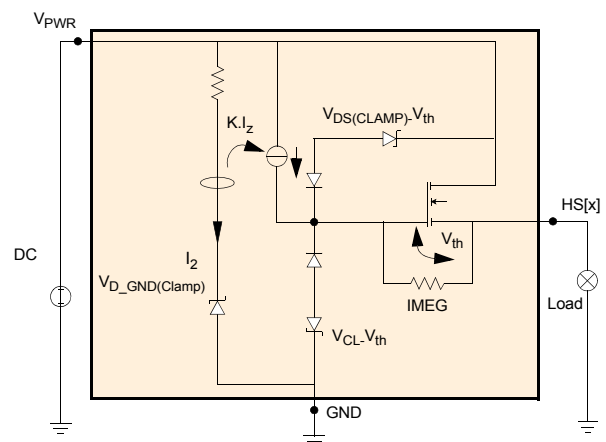 VPWR
VDS(CLAMP)-Vth
K.Iz
HS[x]
Vth
DC
I2
VD_GND(Clamp)
IMEG
Load
VCL-Vth
GND